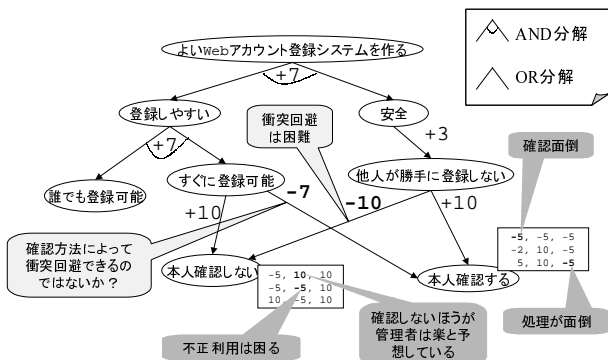 よいWebアカウント登録システムを作る
+7
AND分解
OR分解
登録しやすい
衝突回避
は困難
安全
+3
確認面倒
+7
誰でも登録可能
すぐに登録可能
他人が勝手に登録しない
-7
-10
+10
+10
確認方法によって
衝突回避できるの
ではないか？
本人確認しない
-5, 10, 10
-5, -5, 10
10, -5, 10
本人確認する
-5, -5, -5
-2, 10, -5
5, 10, -5
不正利用は困る
確認しないほうが
管理者は楽と予
想している
処理が面倒